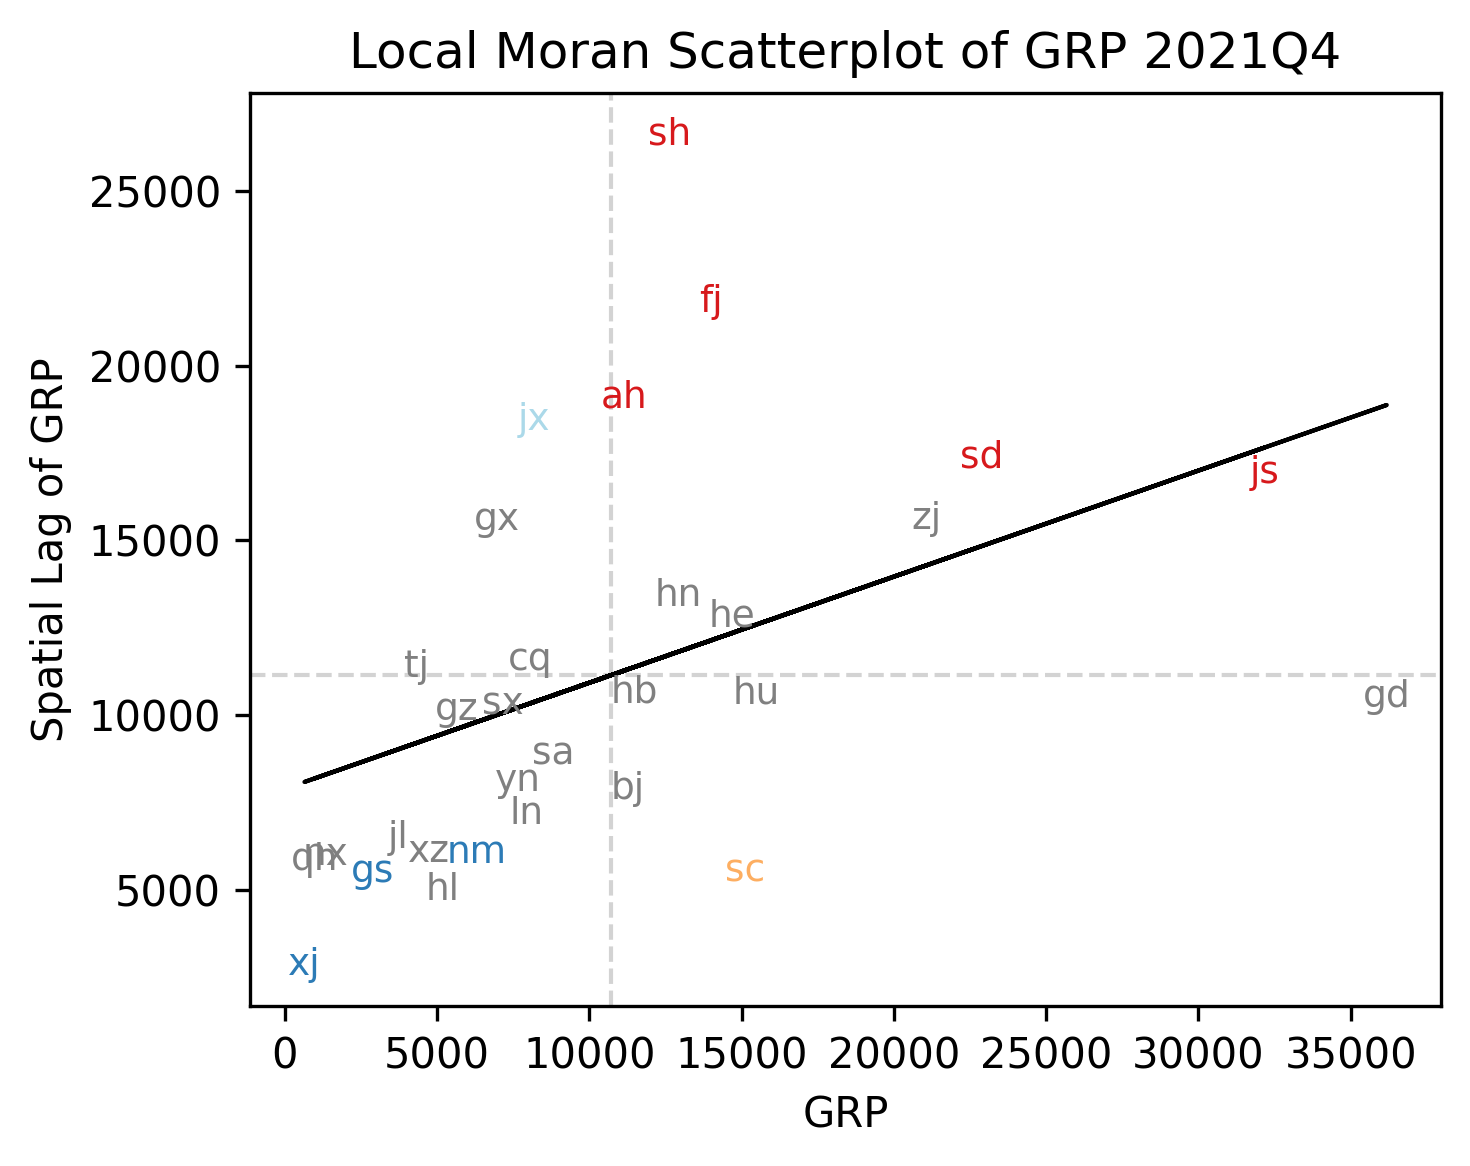 Local Moran Scatterplot of GRP 2021Q4
Spatial Lag of GRP
25000
20000
15000
10000
5000
sh
fj
ah
jx
sd
js
gx
zj
hn
he
tj
cq
hb
hu
gd
gz
sx
sa
yn
bj
ln
jl
xz
nm
qh
nx
gs
sc
hl
xj
0
5000
10000
15000
20000
25000
30000
35000
GRP